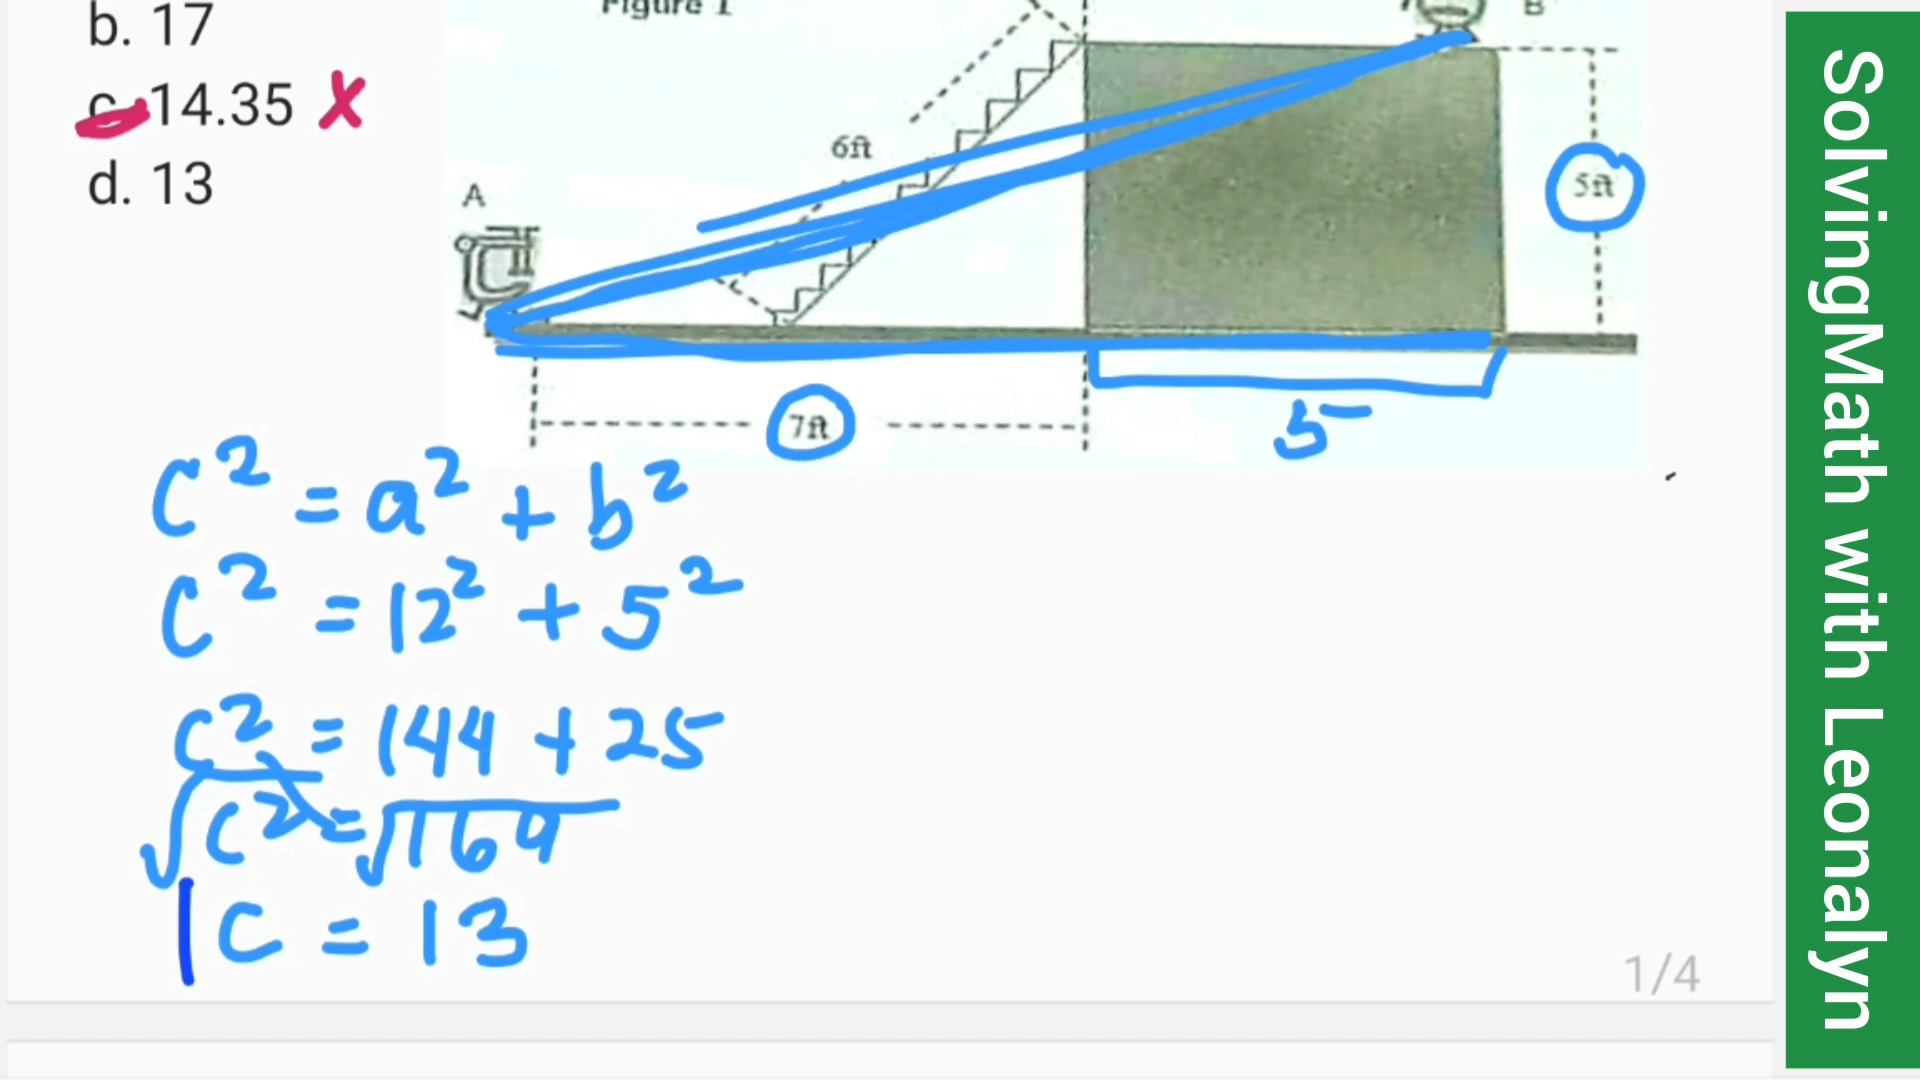 Figure 1
b. 17
c. 14.35 X
d. 13
B
A
6ft
5ft
7ft
5
C² = a² + b²
C² = 12² + 5²
C² = 144 + 25
√C² = √169
C = 13
1/4
SolvingMath with Leonalyn